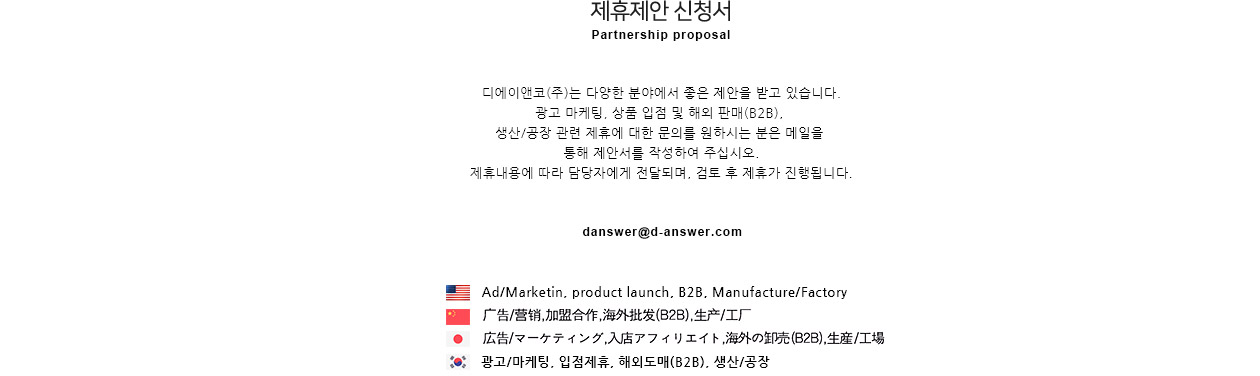 제휴제안 신청서
Partnership proposal
디에이앤코(주)는 다양한 분야에서 좋은 제안을 받고 있습니다.
광고 마케팅, 상품 입점 및 해외 판매(B2B),
생산/공장 관련 제휴에 대한 문의를 원하시는 분은 메일을
통해 제안서를 작성하여 주십시오.
제휴내용에 따라 담당자에게 전달되며, 검토 후 제휴가 진행됩니다.
danswer@d-answer.com
Ad/Marketin, product launch, B2B, Manufacture/Factory
广告/营销,加盟合作,海外批发(B2B),生产/工厂
広告/マーケティング,入店アフィリエイト,海外の卸売(B2B),生産/工場
광고/마케팅, 입점제휴, 해외도매(B2B), 생산/공장